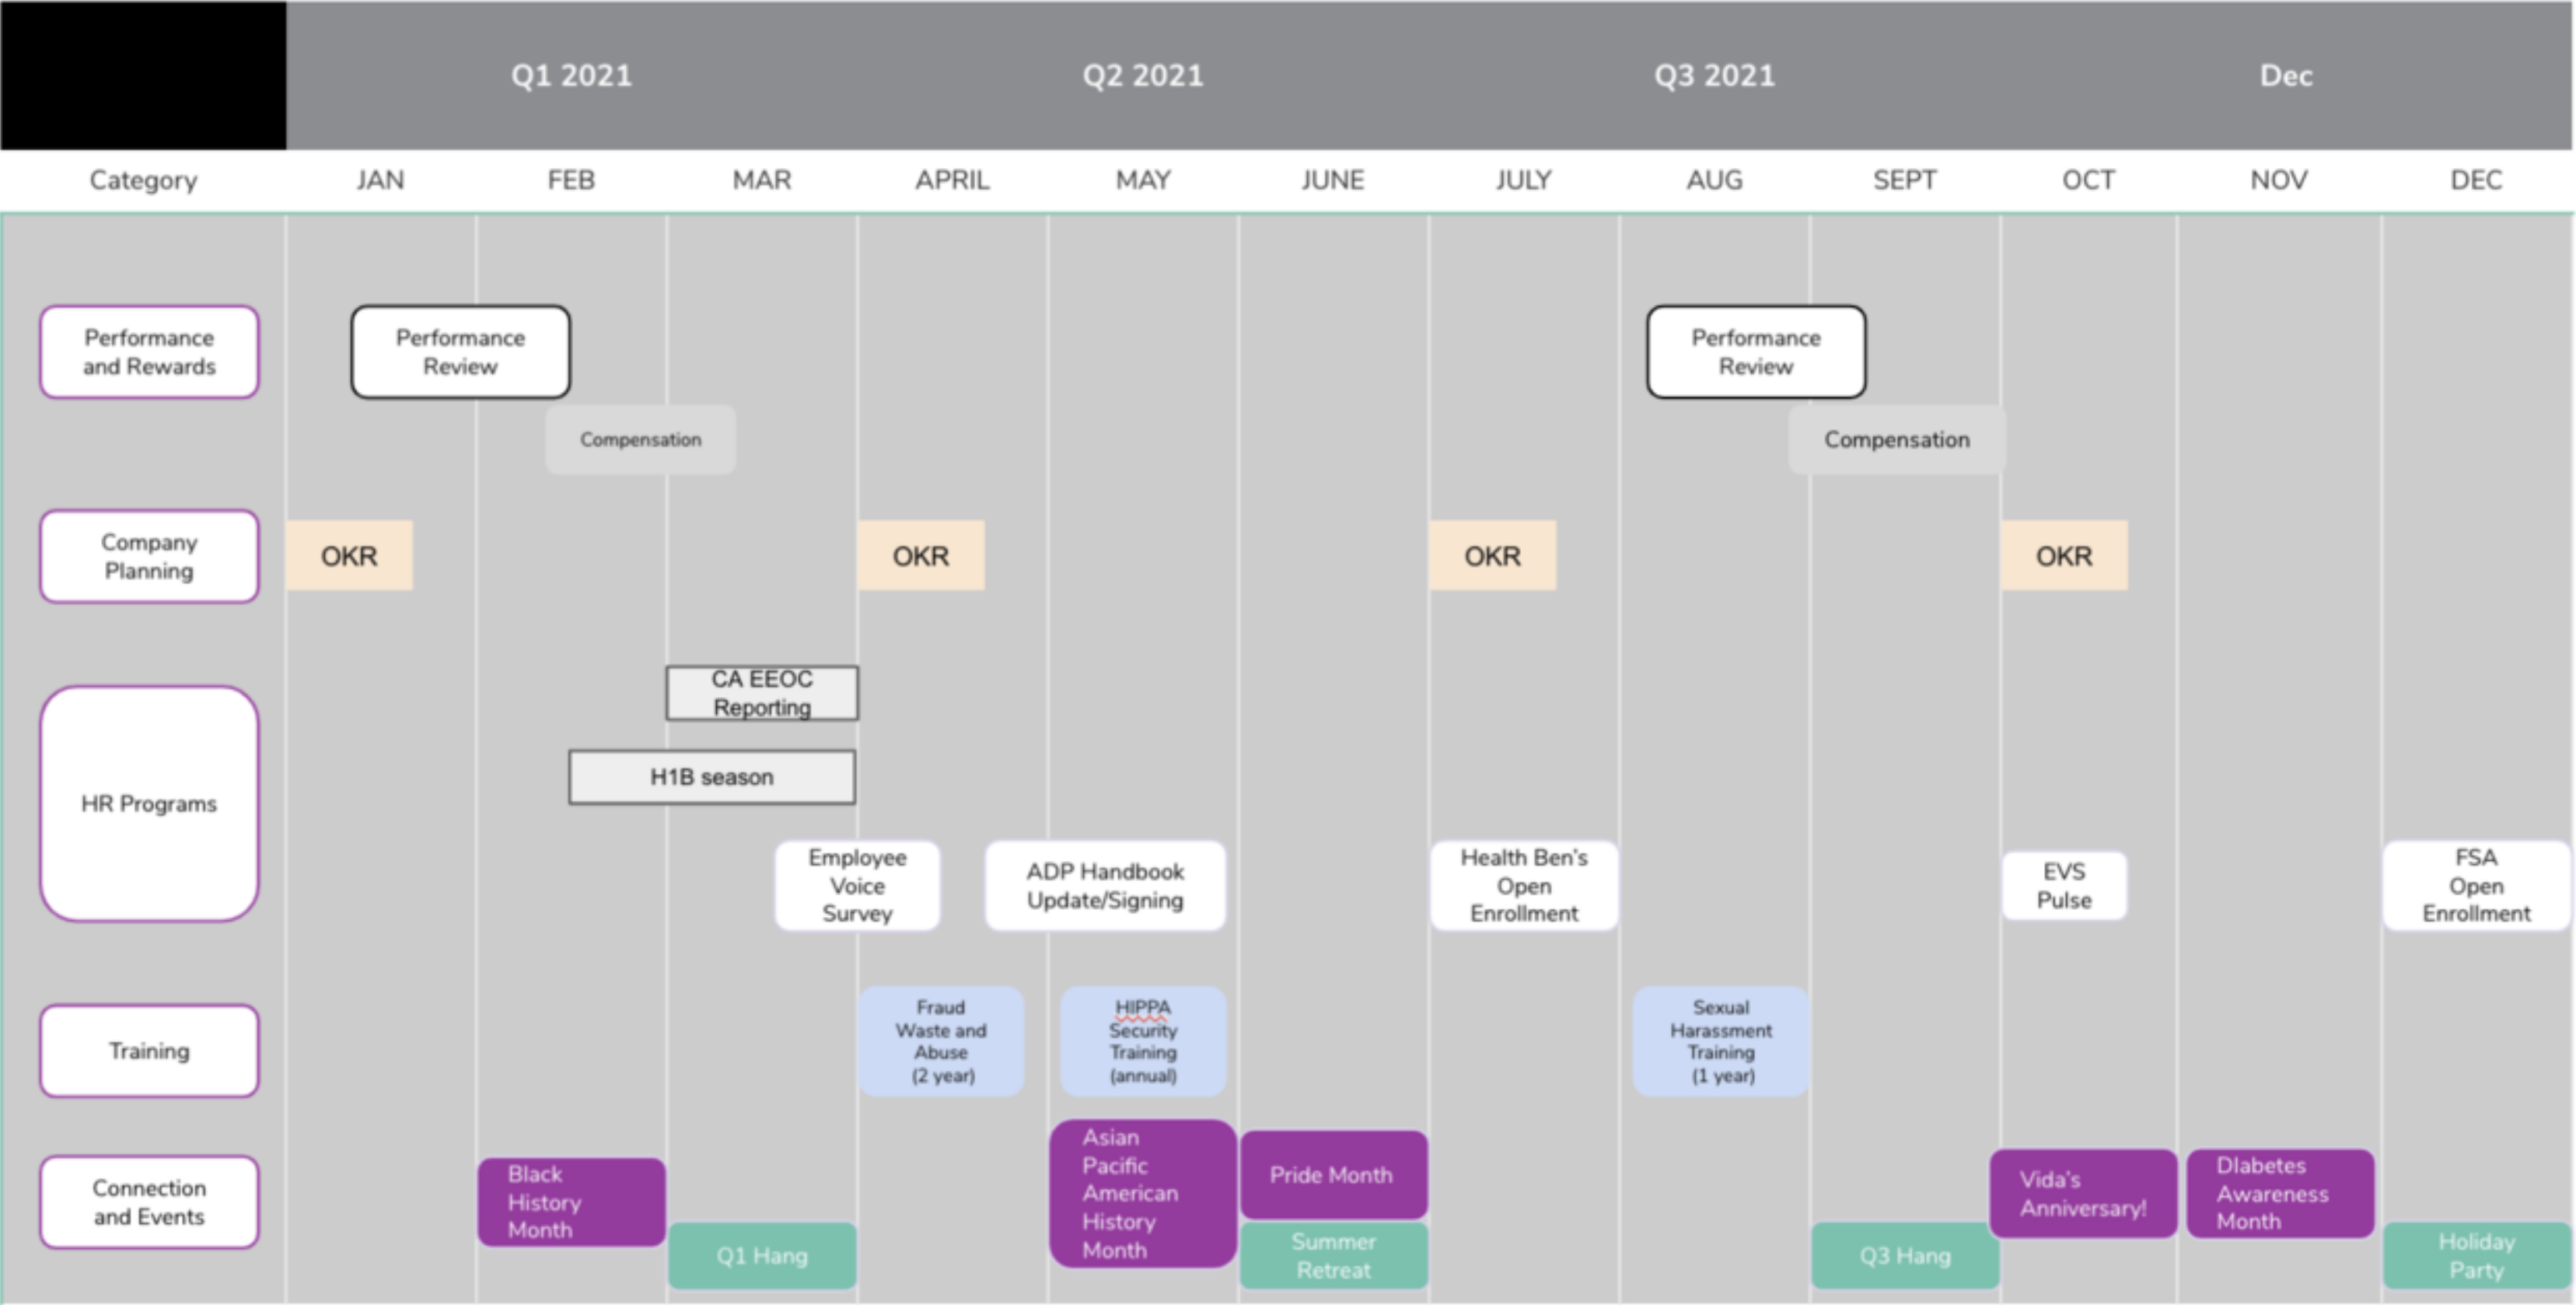 Q1 2021
Q2 2021
Q3 2021
Dec
Category
JAN
FEB
MAR
APRIL
MAY
JUNE
JULY
AUG
SEPT
OCT
NOV
DEC
Performance
and Rewards
Performance
Review
Performance
Review
Compensation
Compensation
Company
Planning
OKR
OKR
OKR
OKR
HR Programs
CA EEOC
Reporting
H1B season
Employee
Voice
Survey
ADP Handbook
Update/Signing
Health Ben's
Open
Enrollment
EVS
Pulse
FSA
Open
Enrollment
Training
Fraud
Waste and
Abuse
(2 year)
HIPPA
Security
Training
(annual)
Sexual
Harassment
Training
(1 year)
Connection
and Events
Black
History
Month
Q1 Hang
Asian
Pacific
American
History
Month
Pride Month
Summer
Retreat
Q3 Hang
Vida's
Anniversary!
DIabetes
Awareness
Month
Holiday
Party